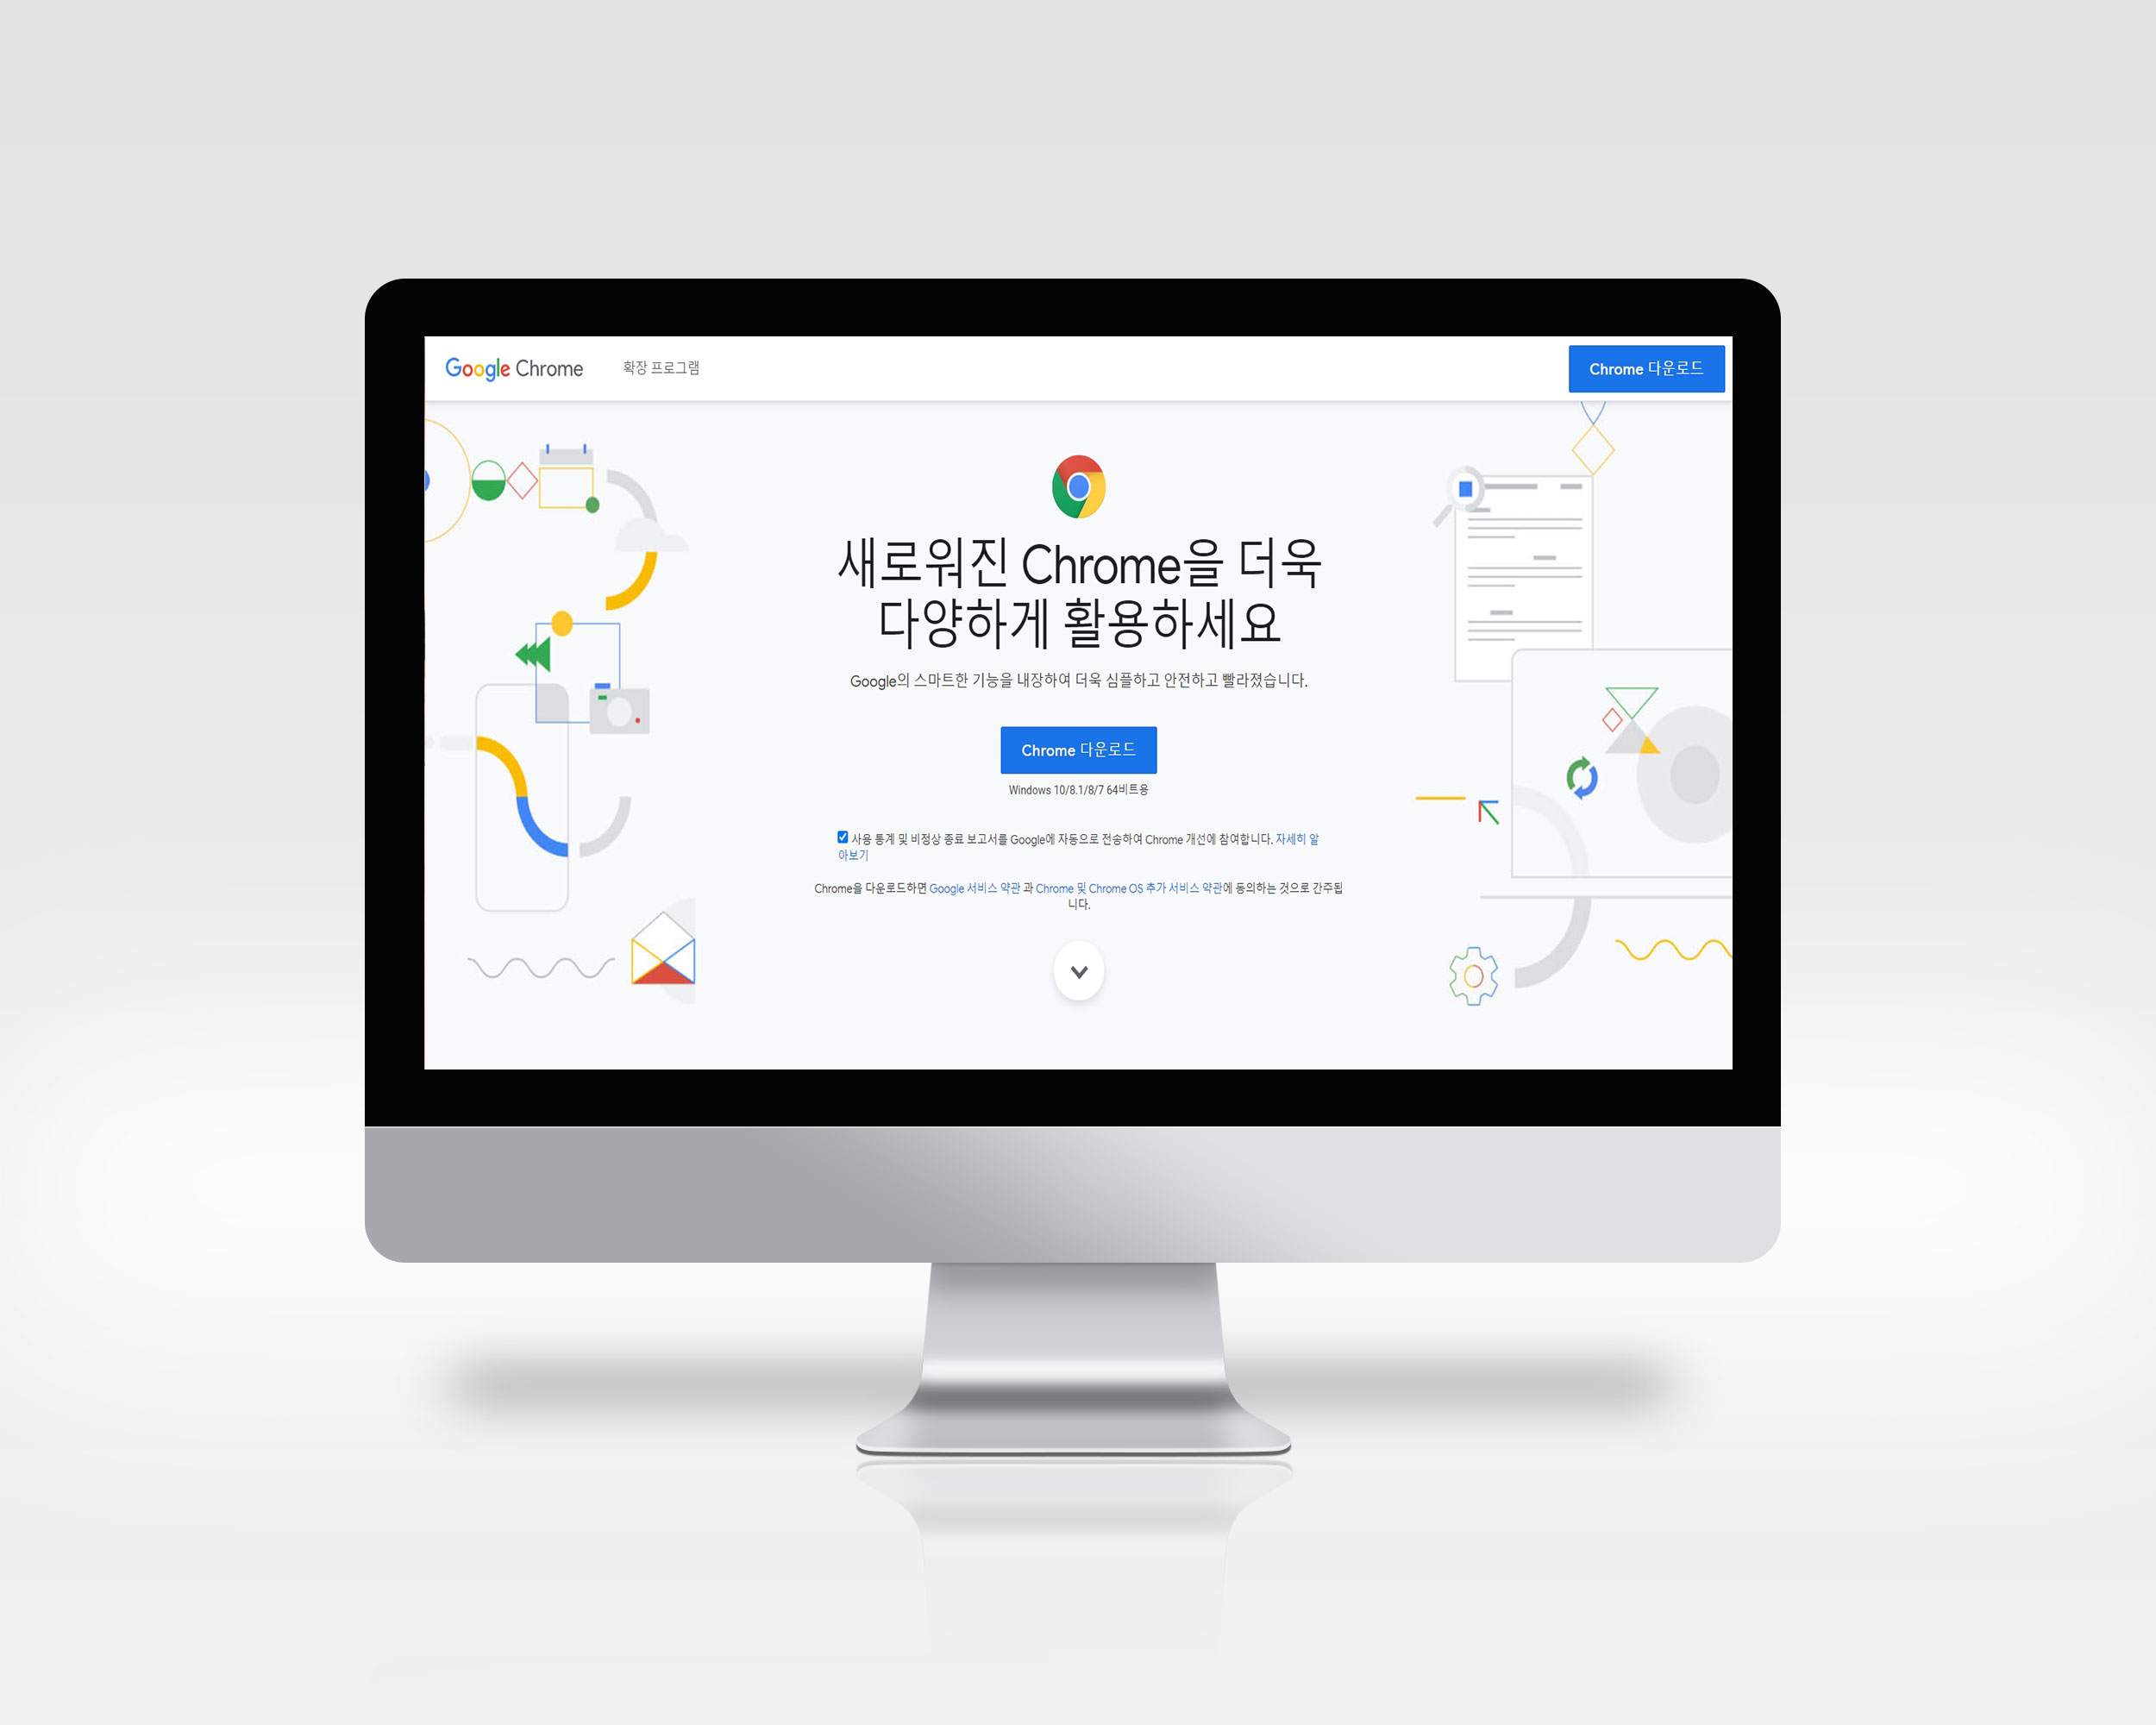 Google Chrome 확장 프로그램 Chrome 다운로드
새로워진 Chrome을 더욱
다양하게 활용하세요
Google의 스마트한 기능을 내장하여 더욱 심플하고 안전하고 빨라졌습니다.
Chrome 다운로드
Windows 10/8.1/8/7 64비트용
사용 통계 및 비정상 종료 보고서를 Google에 자동으로 전송하여 Chrome 개선에 참여합니다. 자세히 알
아보기
Chrome을 다운로드하면 Google 서비스 약관 과 Chrome 및 Chrome OS 추가 서비스 약관에 동의하는 것으로 간주됩
니다.